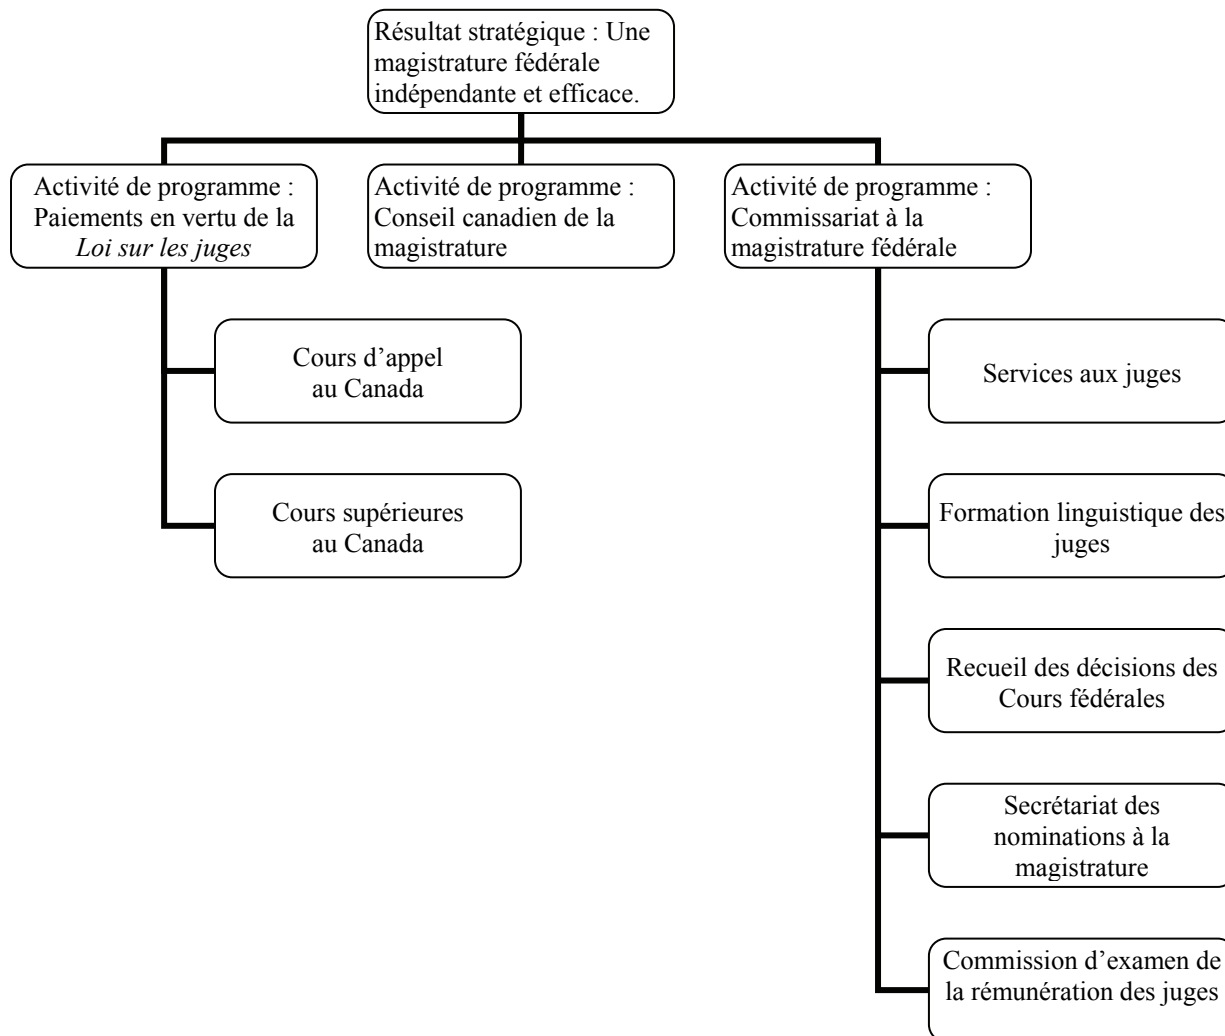 Résultat stratégique : Une
magistrature fédérale
indépendante et efficace.
Activité de programme :
Paiements en vertu de la
Loi sur les juges
Activité de programme :
Conseil canadien de la
magistrature
Activité de programme :
Commissariat à la
magistrature fédérale
Cours d’appel
au Canada
Cours supérieures
au Canada
Services aux juges
Formation linguistique des
juges
Recueil des décisions des
Cours fédérales
Secrétariat des
nominations à la
magistrature
Commission d’examen de
la rémunération des juges